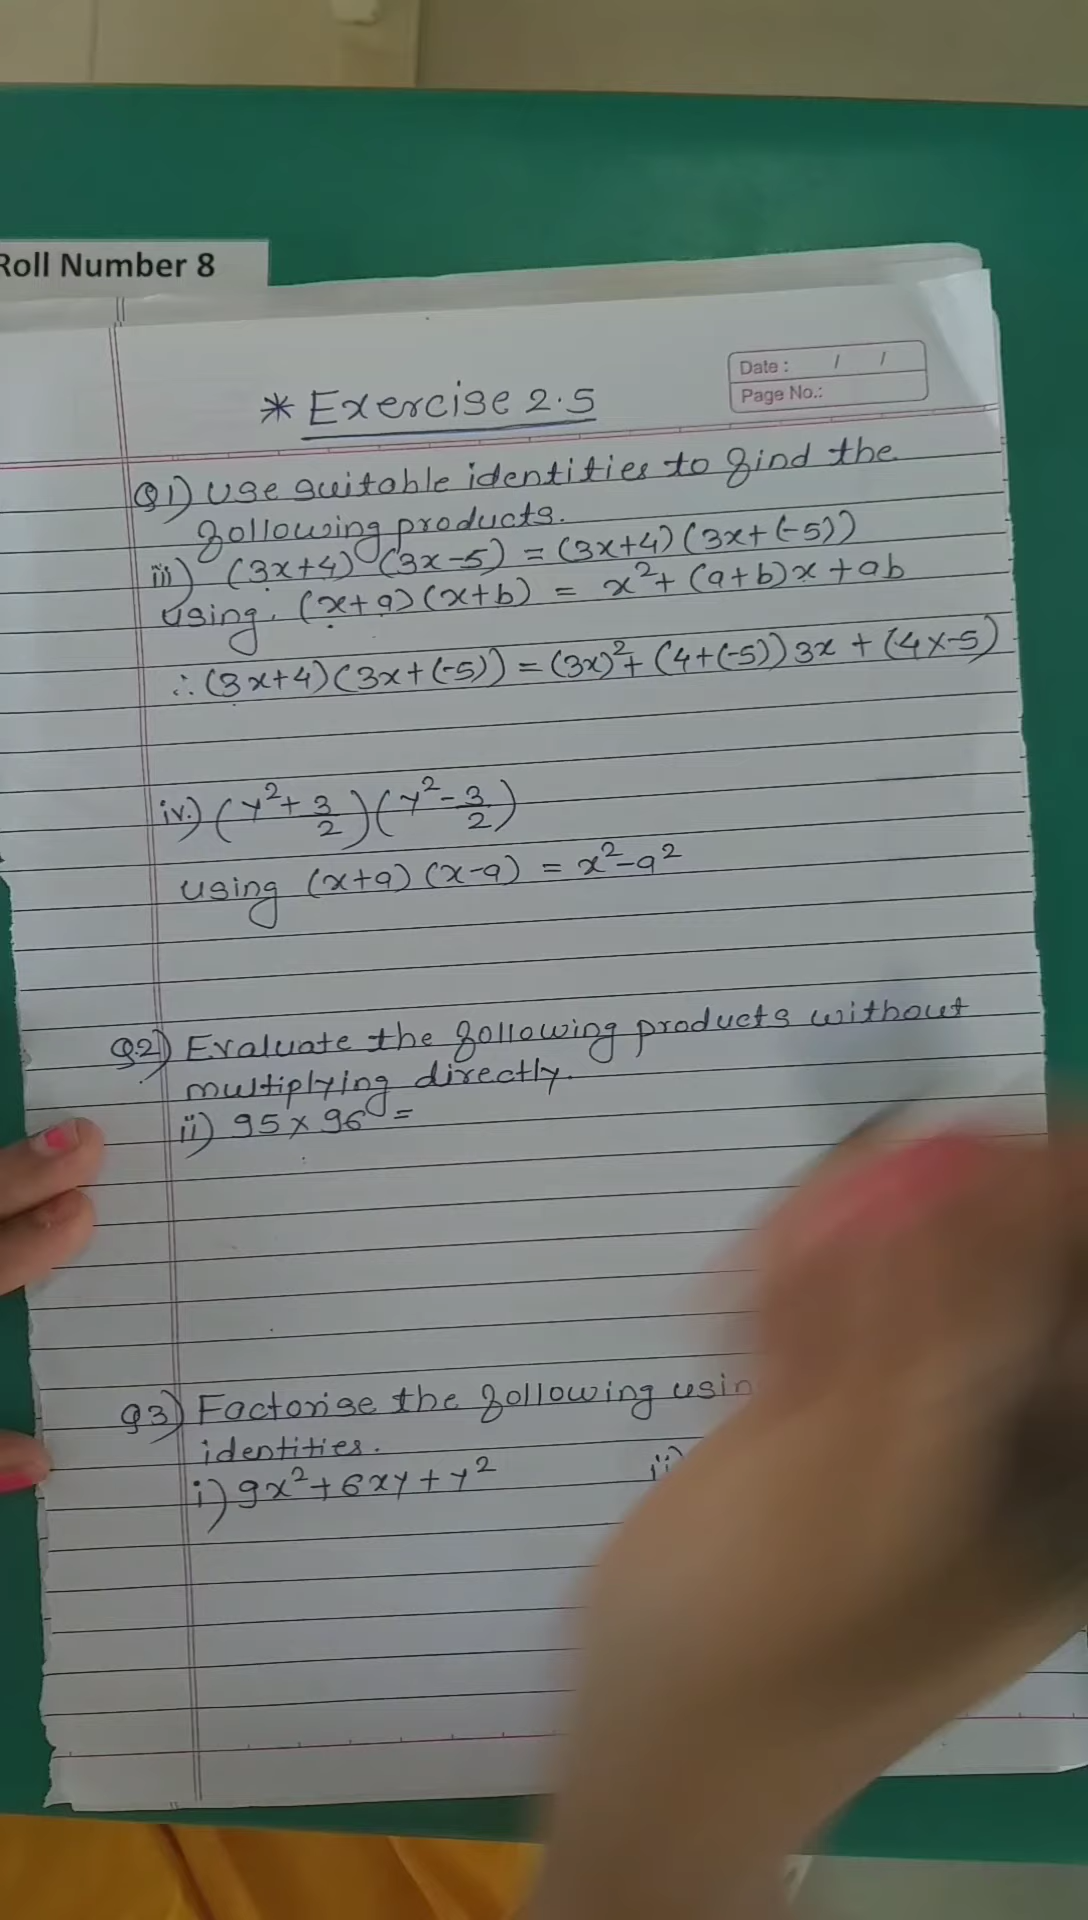 Roll Number 8
Date : / /
Page No.:
* Exercise 2.5
Q1) Use suitable identities to find the
following products.
iii) (3x+4) (3x-5) = (3x+4) (3x+(-5))
using. (x+a) (x+b) = x²+ (a+b)x + ab
∴ (3x+4) (3x+(-5)) = (3x)²+ (4+(-5)) 3x + (4x-5)
iv.) (y²+ 3/2) (y²- 3/2)
using (x+a) (x-a) = x²-a²
Q.2) Evaluate the following products without
multiplying directly.
ii) 95 x 96 =
Q3) Factorise the following usin
identities.
i) 9x²+6xy+y² ii)